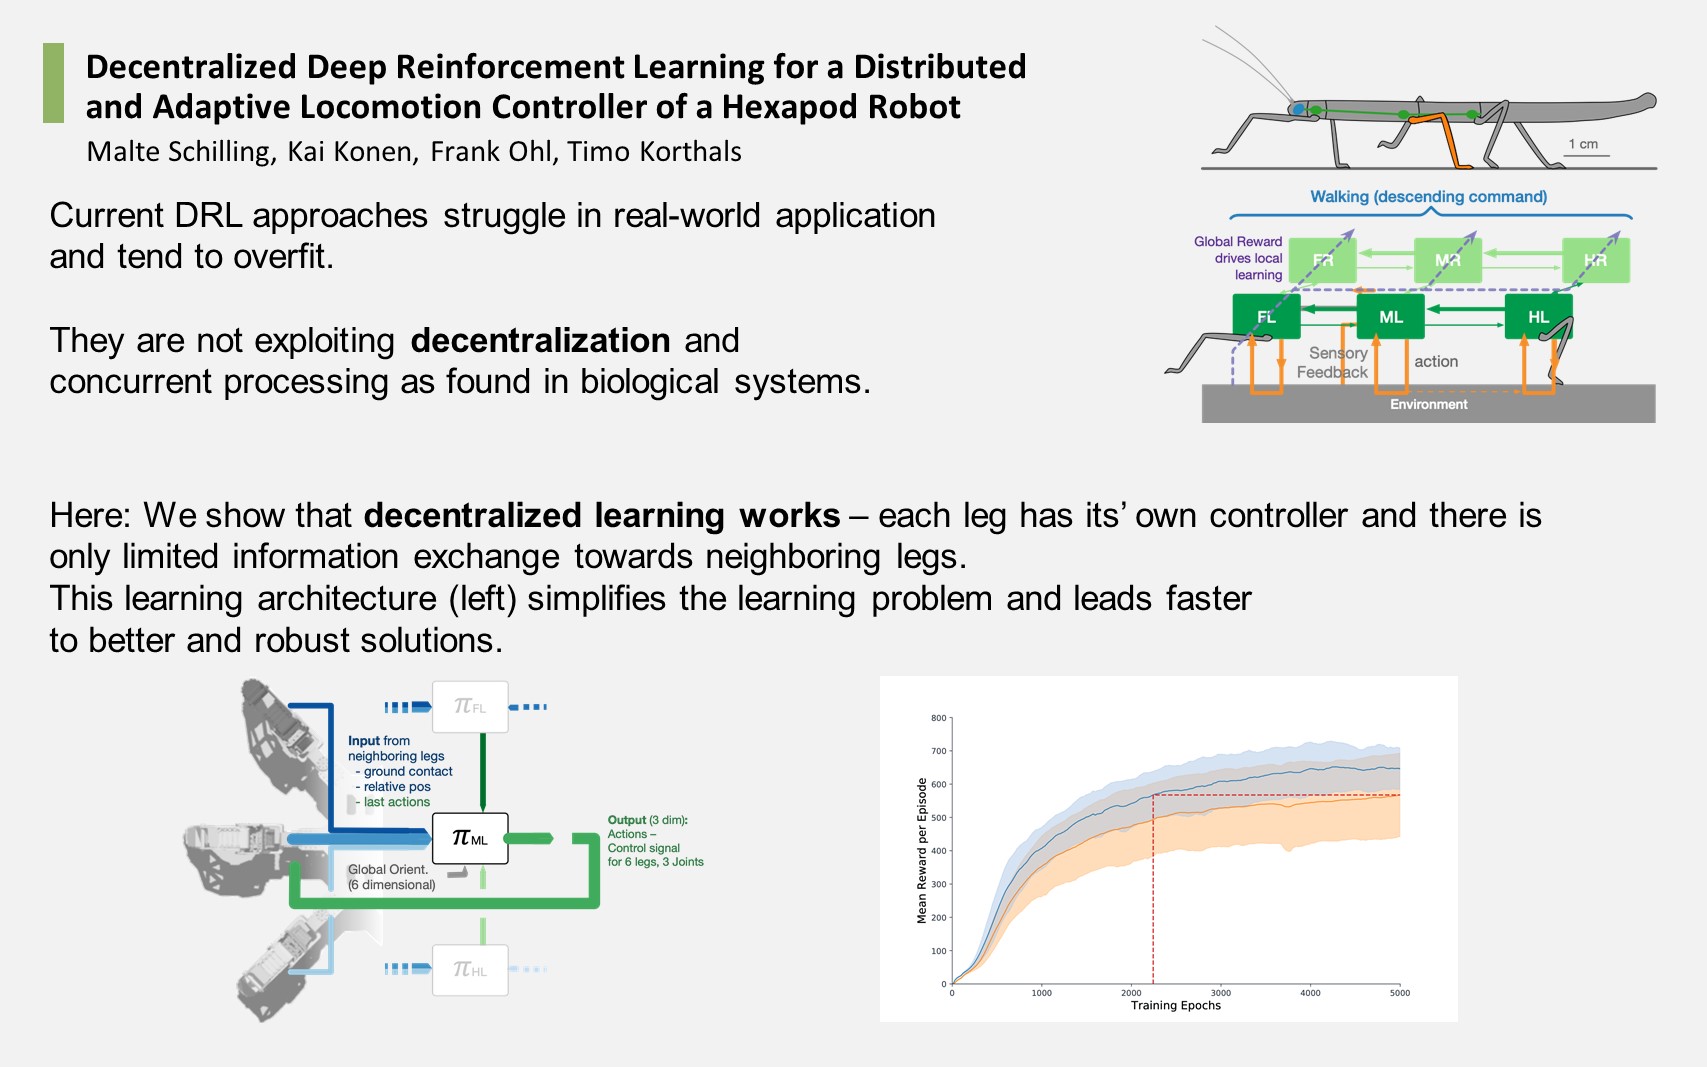 Decentralized Deep Reinforcement Learning for a Distributed
and Adaptive Locomotion Controller of a Hexapod Robot
Malte Schilling, Kai Konen, Frank Ohl, Timo Korthals
Current DRL approaches struggle in real-world application
and tend to overfit.
They are not exploiting decentralization and
concurrent processing as found in biological systems.
1 cm
Walking (descending command)
Global Reward
drives local
learning
FR
MR
HR
FL
ML
HL
Sensory
Feedback
action
Environment
Here: We show that decentralized learning works – each leg has its’ own controller and there is
only limited information exchange towards neighboring legs.
This learning architecture (left) simplifies the learning problem and leads faster
to better and robust solutions.
πFL
Input from
neighboring legs
- ground contact
- relative pos
- last actions
πML
Global Orient.
(6 dimensional)
Output (3 dim):
Actions –
Control signal
for 6 legs, 3 Joints
πHL
Mean Reward per Episode
800
700
600
500
400
300
200
100
0
0 1000 2000 3000 4000 5000
Training Epochs